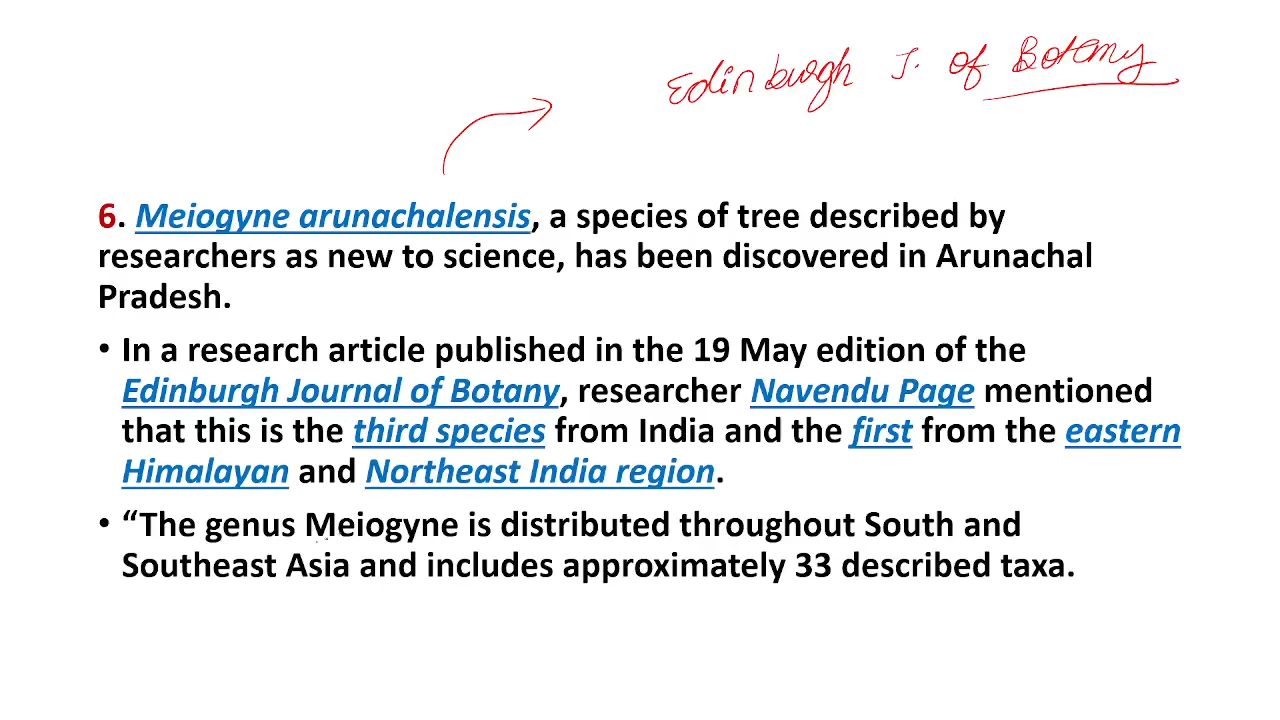 Edinburgh J. of Botany
6. Meiogyne arunachalensis, a species of tree described by
researchers as new to science, has been discovered in Arunachal
Pradesh.
• In a research article published in the 19 May edition of the
Edinburgh Journal of Botany, researcher Navendu Page mentioned
that this is the third species from India and the first from the eastern
Himalayan and Northeast India region.
• “The genus Meiogyne is distributed throughout South and
Southeast Asia and includes approximately 33 described taxa.